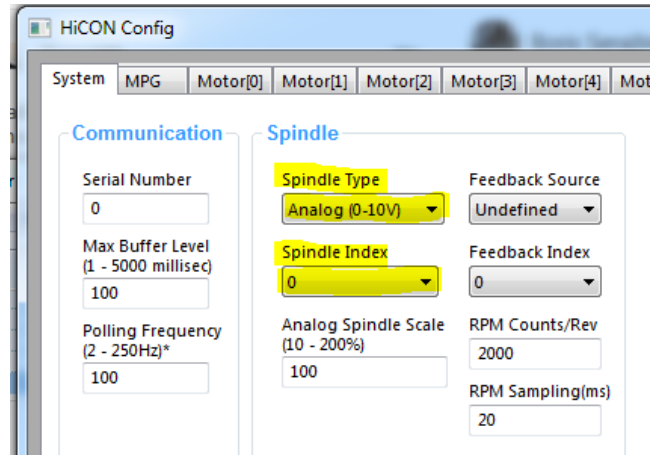 HiCON Config
System MPG Motor[0] Motor[1] Motor[2] Motor[3] Motor[4]
Communication
Serial Number
0
Max Buffer Level
(1 - 5000 millisec)
100
Polling Frequency
(2 - 250Hz)*
100
Spindle
Spindle Type
Analog (0-10V)
Spindle Index
0
Analog Spindle Scale
(10 - 200%)
100
Feedback Source
Undefined
Feedback Index
0
RPM Counts/Rev
2000
RPM Sampling(ms)
20